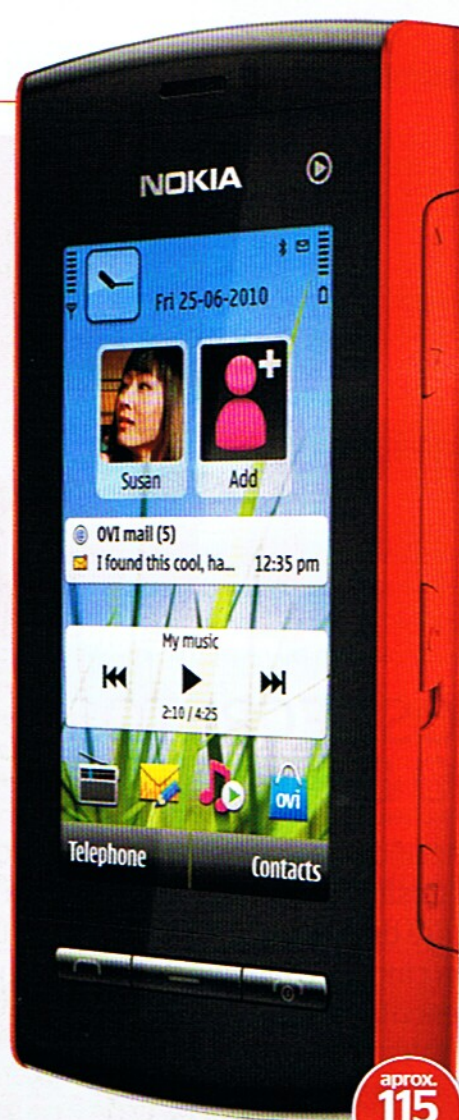 NOKIA
Fri 25-06-2010
Susan
Add
@ OVI mail (5)
I found this cool, ha... 12:35 pm
My music
2:10 / 4:25
ovi
Telephone
Contacts
aprox.
115